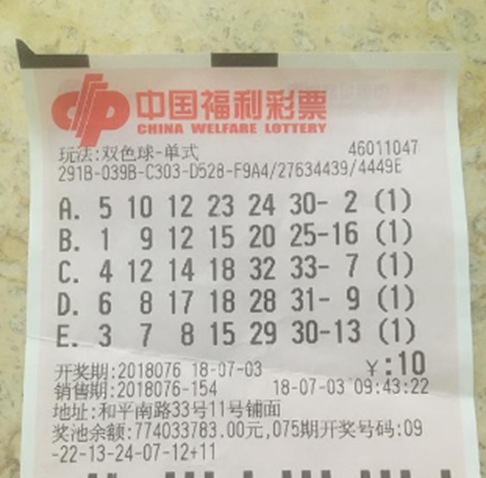 中国福利彩票
CHINA WELFARE LOTTERY
玩法:双色球-单式 46011047
291B-039B-C303-D528-F9A4/27634439/4449E
A. 5 10 12 23 24 30- 2 (1)
B. 1 9 12 15 20 25-16 (1)
C. 4 12 14 18 32 33- 7 (1)
D. 6 8 17 18 28 31- 9 (1)
E. 3 7 8 15 29 30-13 (1)
开奖期:2018076 18-07-03 ¥:10
销售期:2018076-154 18-07-03 09:43:22
地址:和平南路33号11号铺面
奖池余额:774033783.00元,075期开奖号码:09
-22-13-24-07-12+11